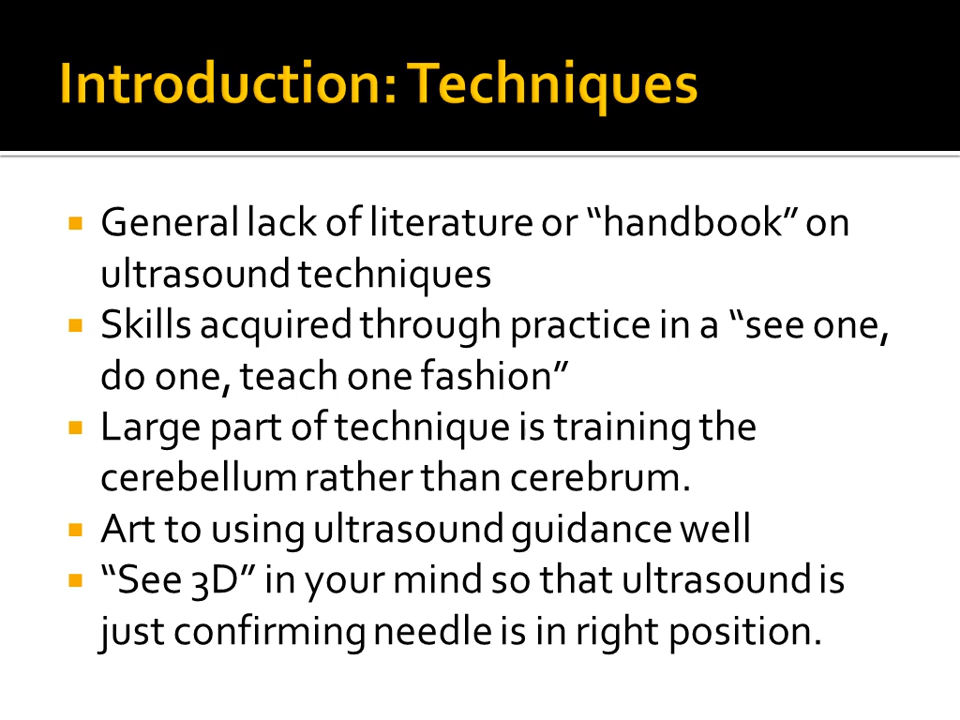 Introduction: Techniques
General lack of literature or “handbook” on
ultrasound techniques
Skills acquired through practice in a “see one,
do one, teach one fashion”
Large part of technique is training the
cerebellum rather than cerebrum.
Art to using ultrasound guidance well
“See 3D” in your mind so that ultrasound is
just confirming needle is in right position.